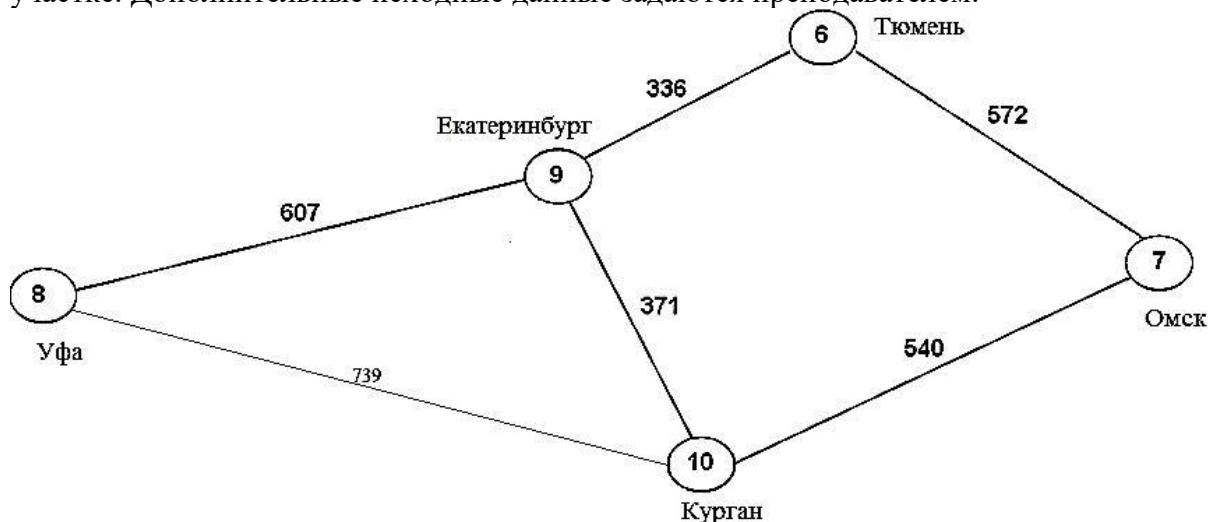 участке. Дополнительные исходные данные задаются преподавателем.
6
Тюмень
336
572
Екатеринбург
9
607
7
8
371
Омск
Уфа
540
739
10
Курган